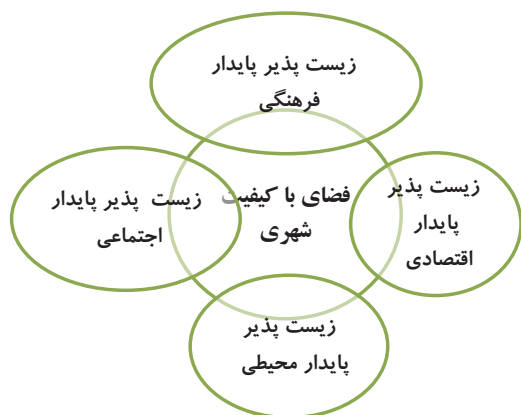 زیست پذیر پایدار
فرهنگی
فضای با کیفیت
شهری
زیست پذیر
پایدار
اقتصادی
زیست پذیر پایدار
اجتماعی
زیست پذیر
پایدار محیطی